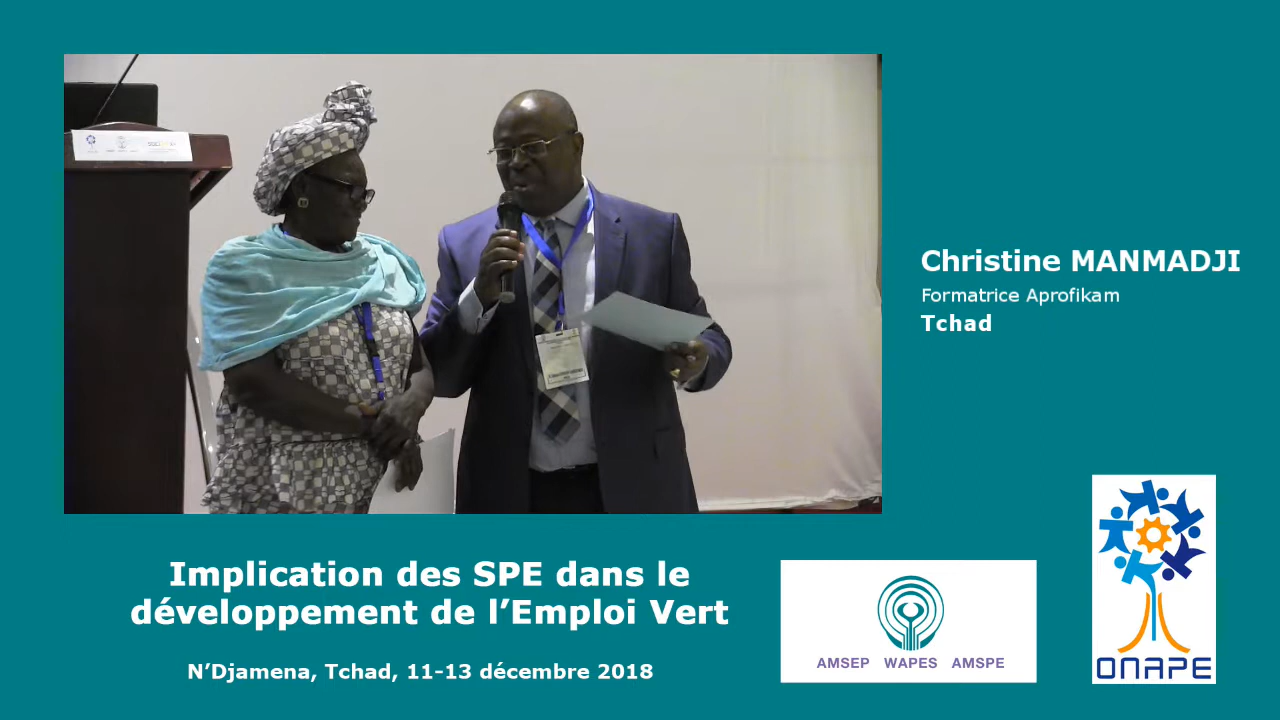 Christine MANMADJI
Formatrice Aprofikam
Tchad
Implication des SPE dans le
développement de l’Emploi Vert
N’Djamena, Tchad, 11-13 décembre 2018
AMSEP WAPES AMSPE
ONAPE